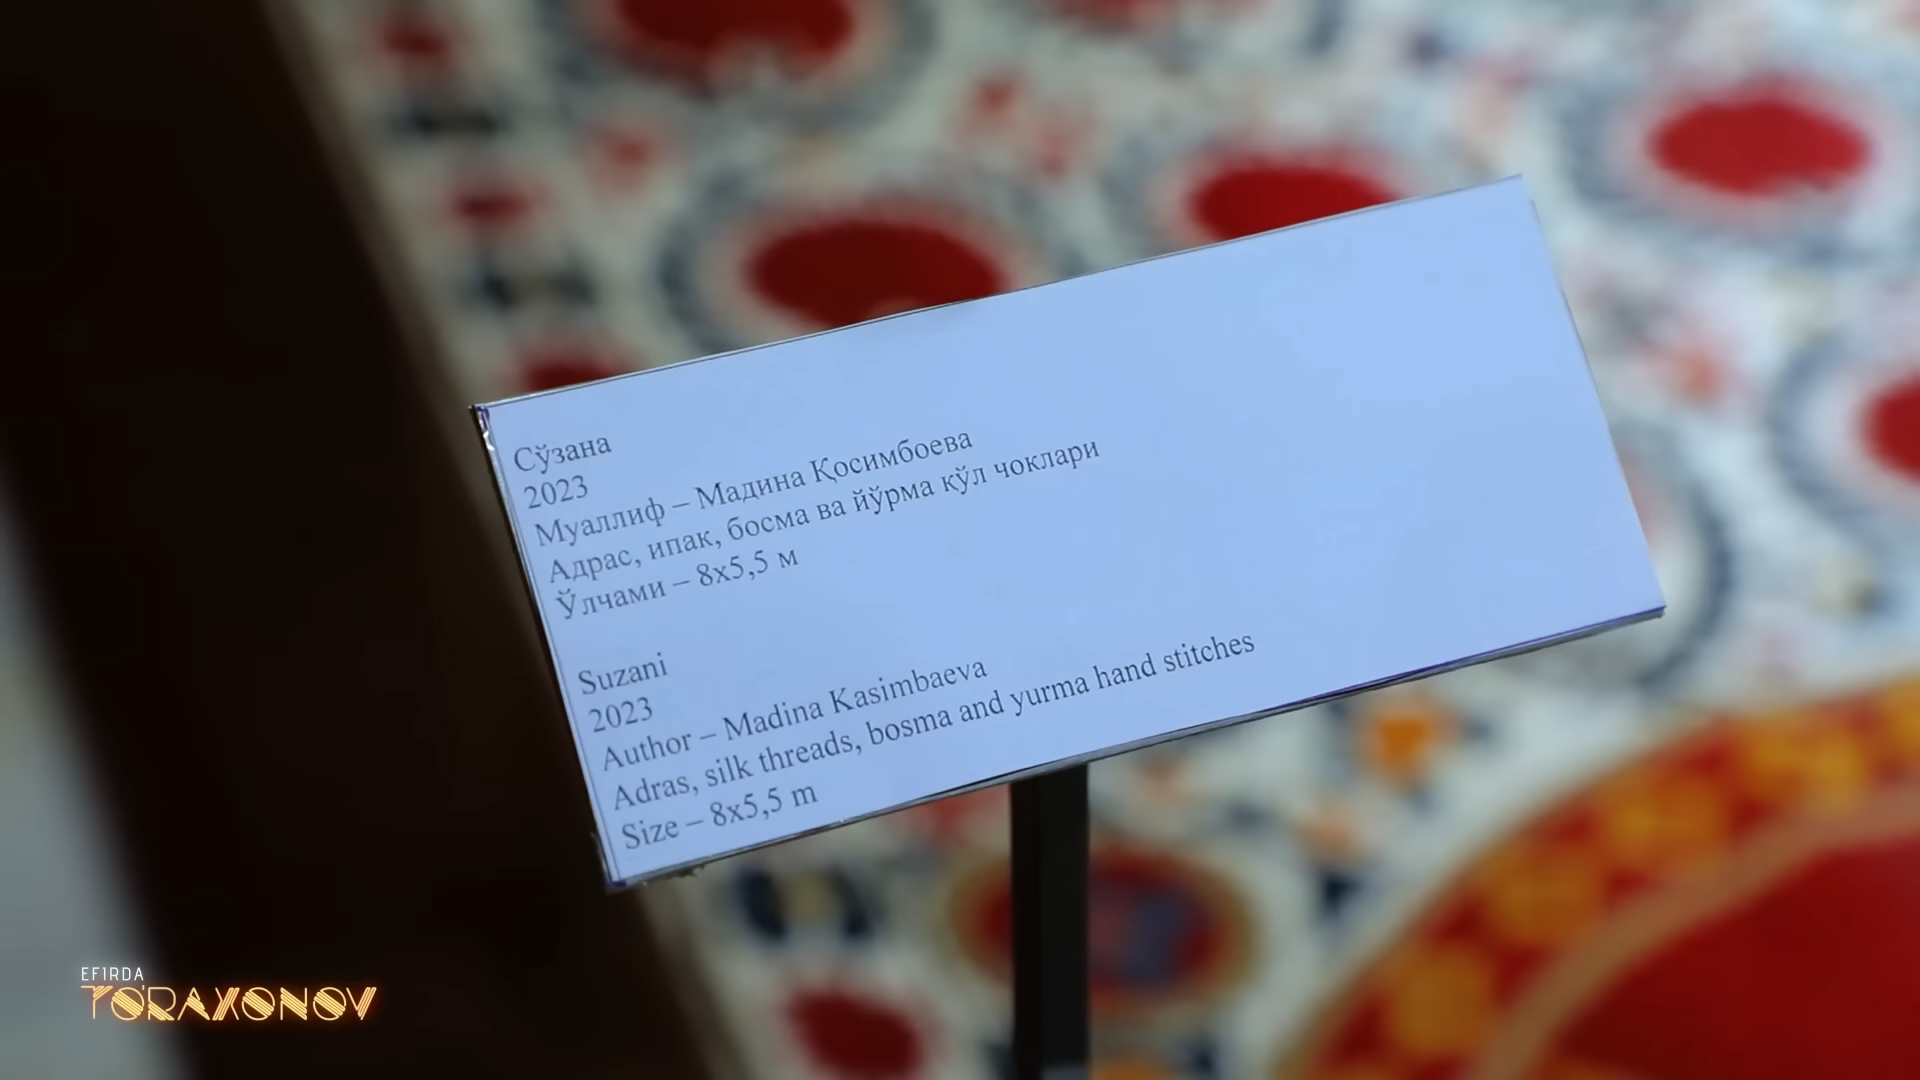 Сўзана
2023
Муаллиф – Мадина Қосимбоева
Адрас, ипак, босма ва йўрма қўл чоклари
Ўлчами – 8x5,5 м
Suzani
2023
Author – Madina Kasimbaeva
Adras, silk threads, bosma and yurma hand stitches
Size – 8x5,5 m
EFIRDA
TO'RAXONOV